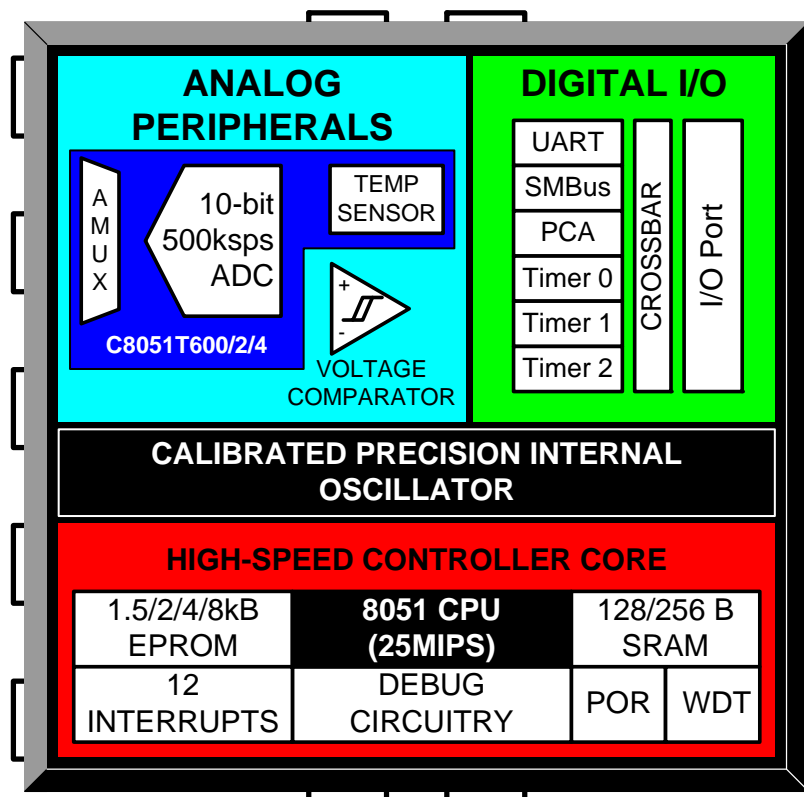 ANALOG
PERIPHERALS
A
M
U
X
10-bit
500ksps
ADC
TEMP
SENSOR
C8051T600/2/4
+
-
VOLTAGE
COMPARATOR
DIGITAL I/O
UART
SMBus
PCA
Timer 0
Timer 1
Timer 2
CROSSBAR
I/O Port
CALIBRATED PRECISION INTERNAL
OSCILLATOR
HIGH-SPEED CONTROLLER CORE
1.5/2/4/8kB
EPROM
8051 CPU
(25MIPS)
128/256 B
SRAM
12
INTERRUPTS
DEBUG
CIRCUITRY
POR
WDT